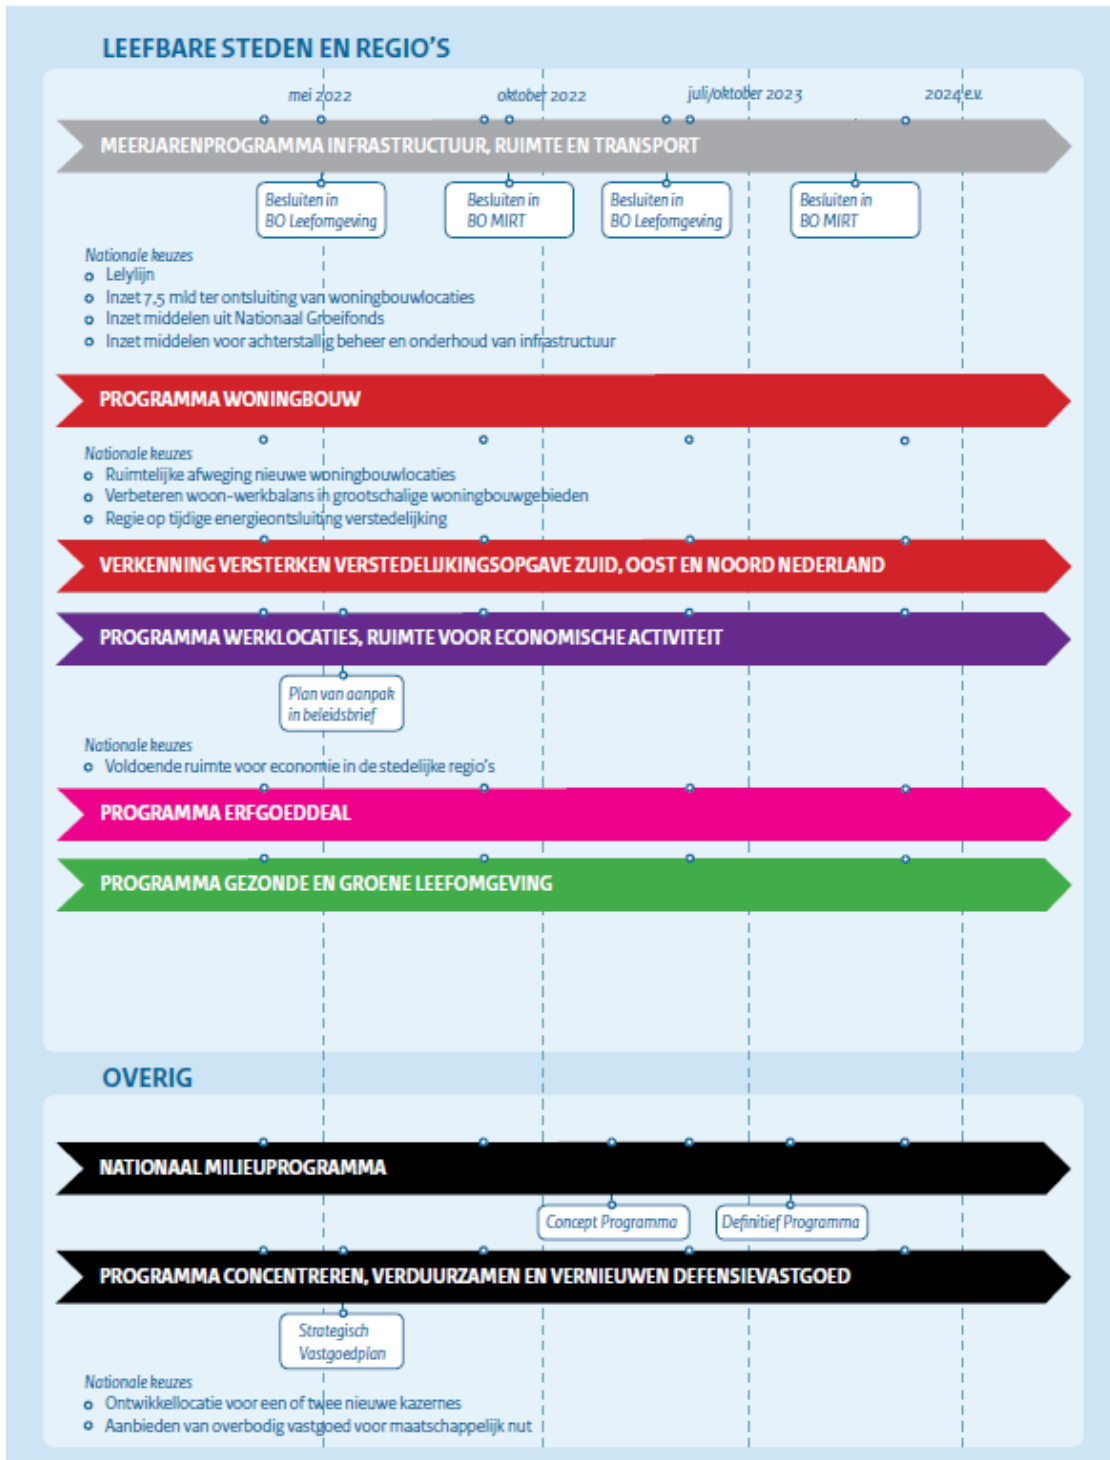 LEEFBARE STEDEN EN REGIO'S
mei 2022
oktober 2022
juli/oktober 2023
2024 e.v.
MEERJARENPROGRAMMA INFRASTRUCTUUR, RUIMTE EN TRANSPORT
Besluiten in
BO Leefomgeving
Besluiten in
BO MIRT
Besluiten in
BO Leefomgeving
Besluiten in
BO MIRT
Nationale keuzes
Lelylijn
Inzet 7,5 mld ter ontsluiting van woningbouwlocaties
Inzet middelen uit Nationaal Groeifonds
Inzet middelen voor achterstallig beheer en onderhoud van infrastructuur
PROGRAMMA WONINGBOUW
Nationale keuzes
Ruimtelijke afweging nieuwe woningbouwlocaties
Verbeteren woon-werkbalans in grootschalige woningbouwgebieden
Regie op tijdige energieontsluiting verstedelijking
VERKENNING VERSTERKEN VERSTEDELIJKINGSOPGAVE ZUID, OOST EN NOORD NEDERLAND
PROGRAMMA WERKLOCATIES, RUIMTE VOOR ECONOMISCHE ACTIVITEIT
Plan van aanpak
in beleidsbrief
Nationale keuzes
Voldoende ruimte voor economie in de stedelijke regio's
PROGRAMMA ERFGOEDDEAL
PROGRAMMA GEZONDE EN GROENE LEEFOMGEVING
OVERIG
NATIONAAL MILIEUPROGRAMMA
Concept Programma
Definitief Programma
PROGRAMMA CONCENTREREN, VERDUURZAMEN EN VERNIEUWEN DEFENSIEVASTGOED
Strategisch
Vastgoedplan
Nationale keuzes
Ontwikkellocatie voor een of twee nieuwe kazernes
Aanbieden van overbodig vastgoed voor maatschappelijk nut